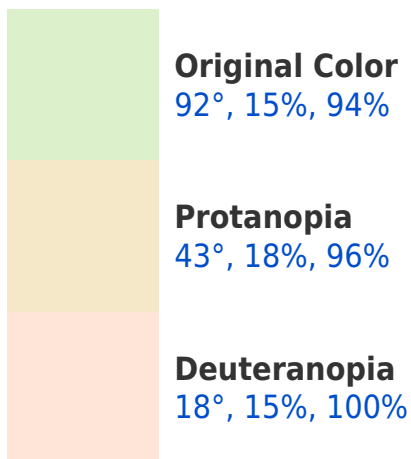 Original Color
92°, 15%, 94%
Protanopia
43°, 18%, 96%
Deuteranopia
18°, 15%, 100%